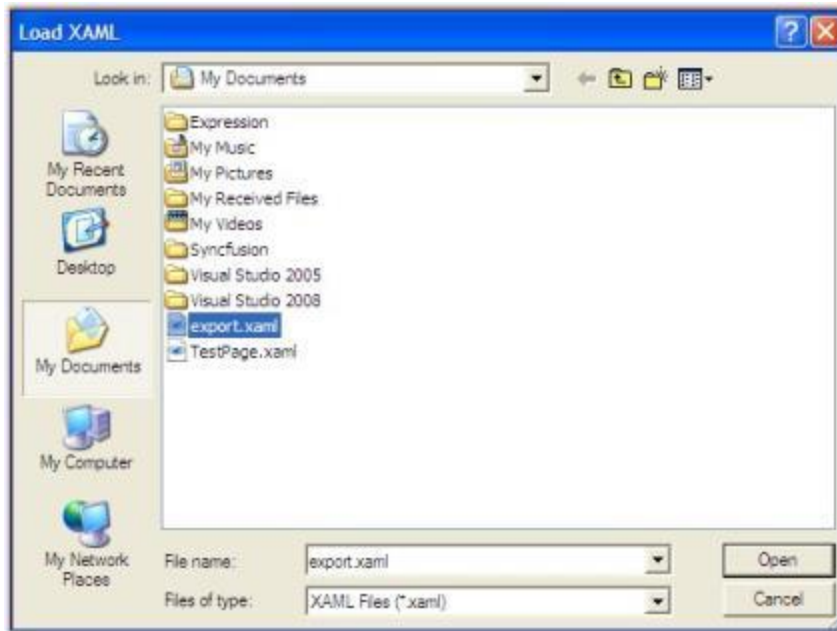 Load XAML
Look in:
My Documents
My Recent
Documents
Desktop
My Documents
My Computer
My Network
Places
Expression
My Music
My Pictures
My Received Files
My Videos
Syncfusion
Visual Studio 2005
Visual Studio 2008
export.xaml
TestPage.xaml
File name:
export.xaml
Open
Files of type:
XAML Files (*.xaml)
Cancel